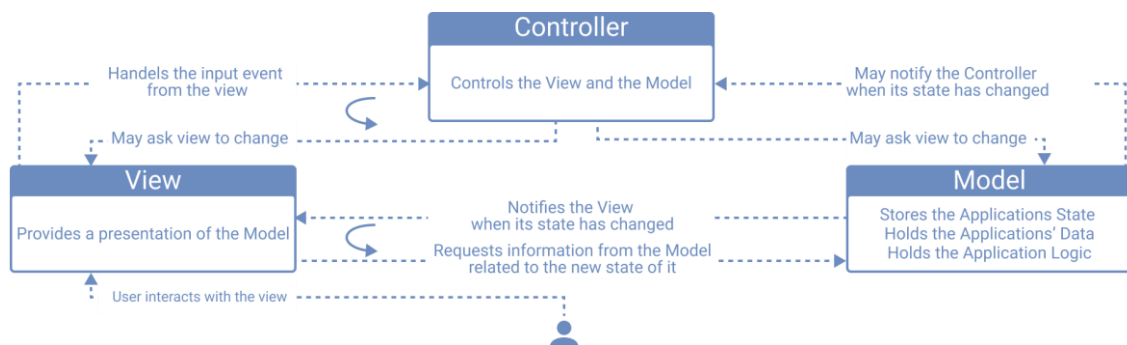 Controller
Controls the View and the Model
Handels the input event
from the view
May notify the Controller
when its state has changed
May ask view to change
May ask view to change
View
Provides a presentation of the Model
Model
Stores the Applications State
Holds the Applications' Data
Holds the Application Logic
Notifies the View
when its state has changed
Requests information from the Model
related to the new state of it
User interacts with the view